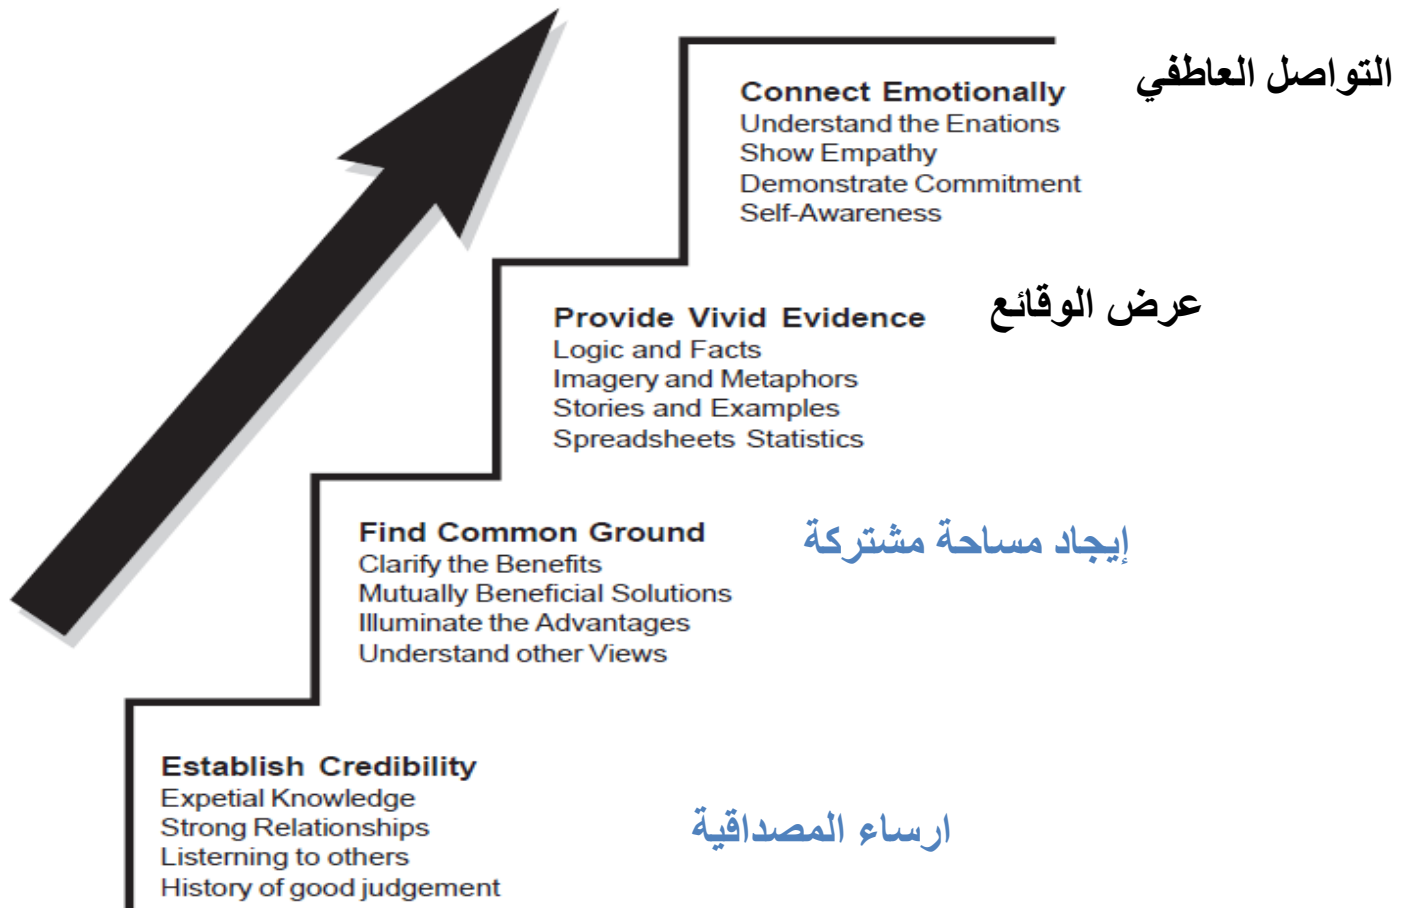 Connect Emotionally
التواصل العاطفي
Understand the Enations
Show Empathy
Demonstrate Commitment
Self-Awareness
Provide Vivid Evidence
عرض الوقائع
Logic and Facts
Imagery and Metaphors
Stories and Examples
Spreadsheets Statistics
Find Common Ground
إيجاد مساحة مشتركة
Clarify the Benefits
Mutually Beneficial Solutions
Illuminate the Advantages
Understand other Views
Establish Credibility
ارساء المصداقية
Expetial Knowledge
Strong Relationships
Listerning to others
History of good judgement